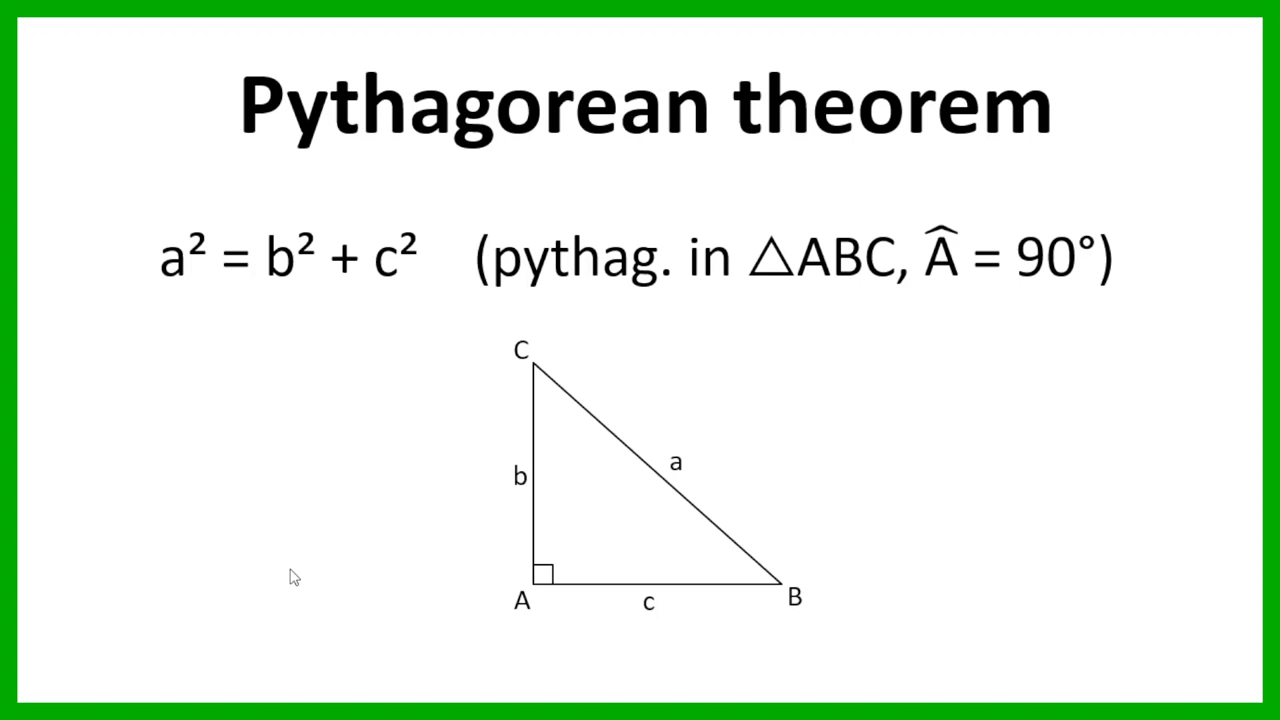 Pythagorean theorem
a² = b² + c² (pythag. in △ABC, Â = 90°)
C
b
a
A
c
B